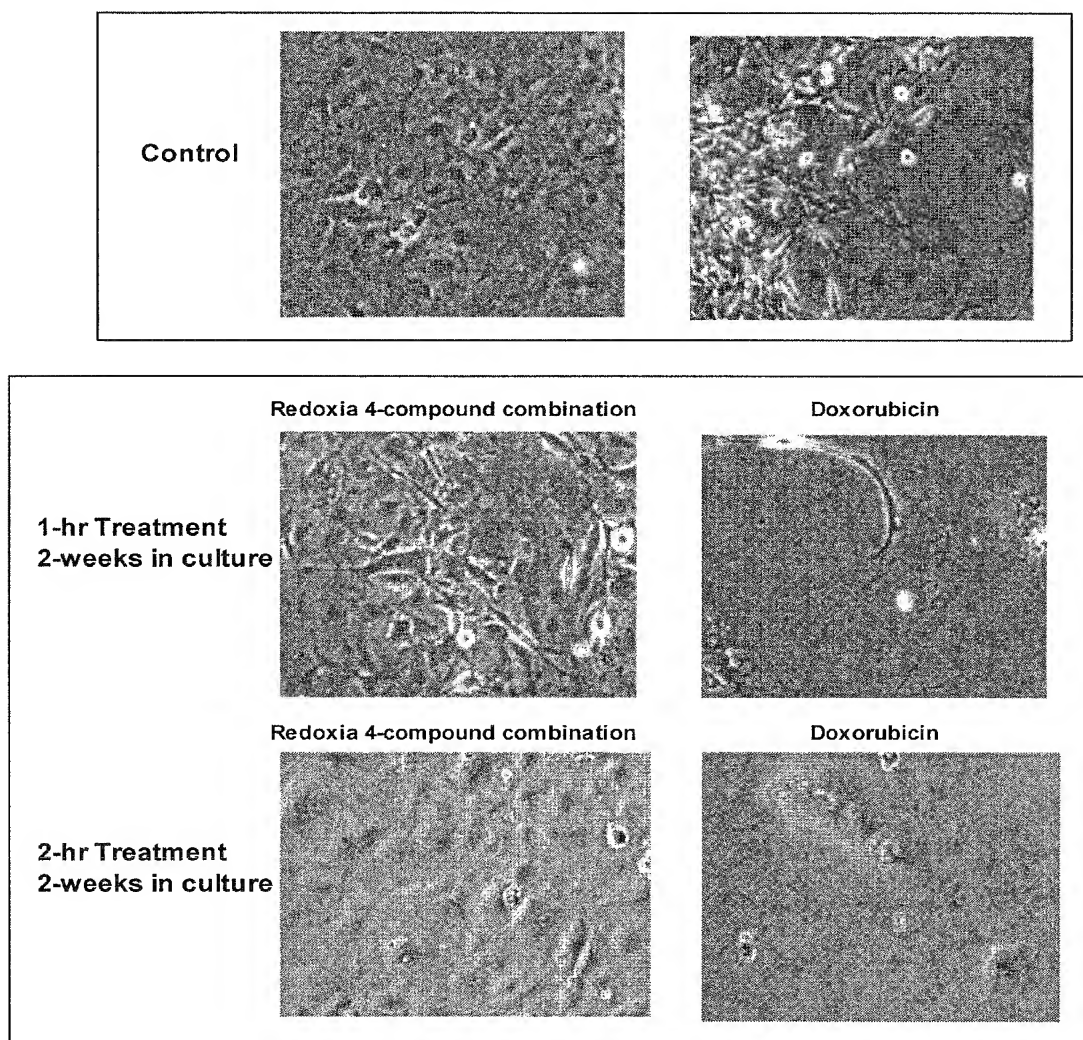 Control
Redoxia 4-compound combination
Doxorubicin
1-hr Treatment
2-weeks in culture
Redoxia 4-compound combination
Doxorubicin
2-hr Treatment
2-weeks in culture